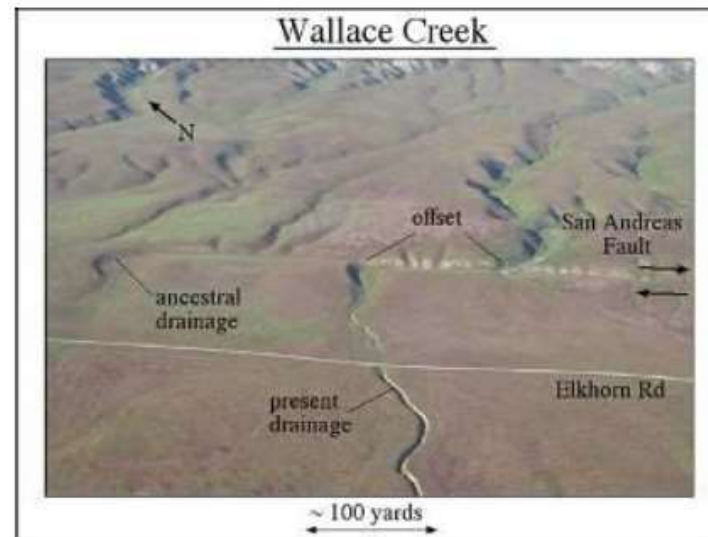 Wallace Creek
N
offset
San Andreas
Fault
ancestral
drainage
Elkhorn Rd
present
drainage
~ 100 yards